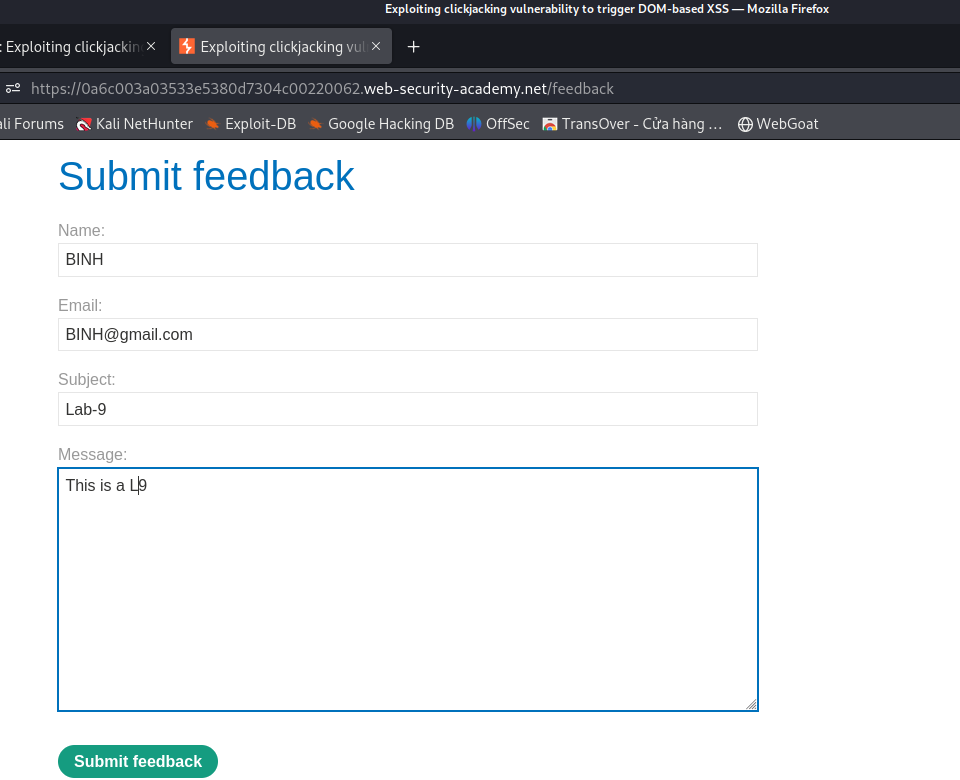 Exploiting clickjacking vulnerability to trigger DOM-based XSS — Mozilla Firefox
: Exploiting clickjackin × Exploiting clickjacking vul × +
https://0a6c003a03533e5380d7304c00220062.web-security-academy.net/feedback
ali Forums Kali NetHunter Exploit-DB Google Hacking DB OffSec TransOver - Cửa hàng ... WebGoat
Submit feedback
Name:
BINH
Email:
BINH@gmail.com
Subject:
Lab-9
Message:
This is a L9
Submit feedback